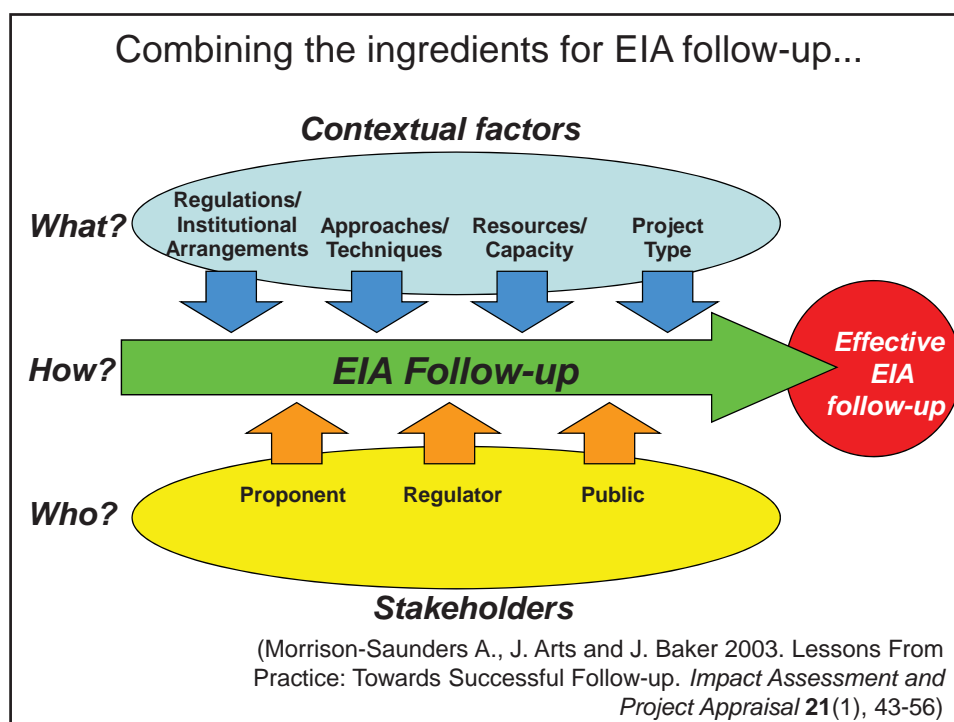 Combining the ingredients for EIA follow-up...
Contextual factors
What?
Regulations/
Institutional
Arrangements
Approaches/
Techniques
Resources/
Capacity
Project
Type
How?
EIA Follow-up
Effective
EIA
follow-up
Who?
Proponent
Regulator
Public
Stakeholders
(Morrison-Saunders A., J. Arts and J. Baker 2003. Lessons From
Practice: Towards Successful Follow-up. Impact Assessment and
Project Appraisal 21(1), 43-56)